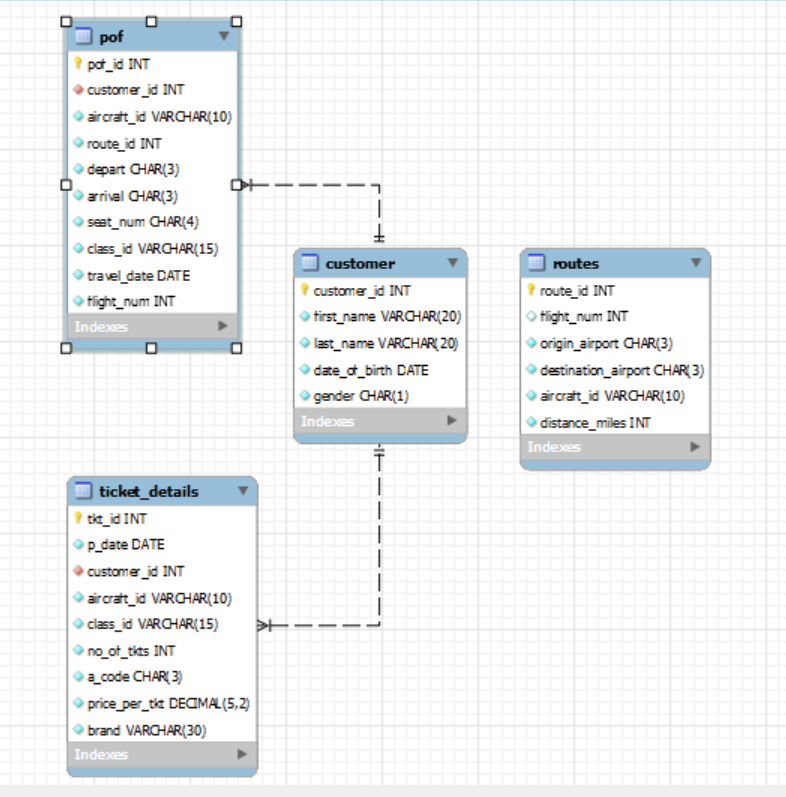 pof
pof_id INT
customer_id INT
aircraft_id VARCHAR(10)
route_id INT
depart CHAR(3)
arrival CHAR(3)
seat_num CHAR(4)
class_id VARCHAR(15)
travel_date DATE
flight_num INT
Indexes
customer
customer_id INT
first_name VARCHAR(20)
last_name VARCHAR(20)
date_of_birth DATE
gender CHAR(1)
Indexes
routes
route_id INT
flight_num INT
origin_airport CHAR(3)
destination_airport CHAR(3)
aircraft_id VARCHAR(10)
distance_miles INT
Indexes
ticket_details
tkt_id INT
p_date DATE
customer_id INT
aircraft_id VARCHAR(10)
class_id VARCHAR(15)
no_of_tkts INT
a_code CHAR(3)
price_per_tkt DECIMAL(5,2)
brand VARCHAR(30)
Indexes